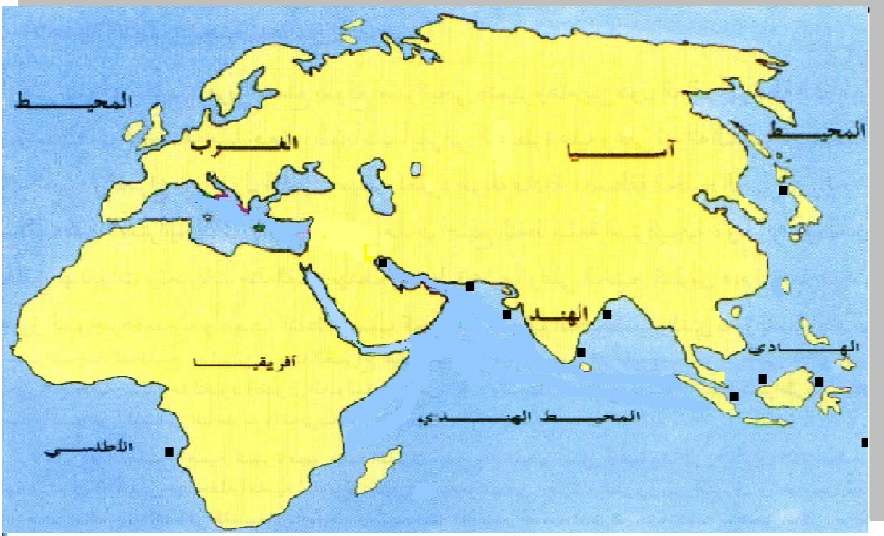 المحيط
الغرب
آسيا
المحيط
الهند
الهادي
أفريقيا
المحيط الهندي
الأطلسي